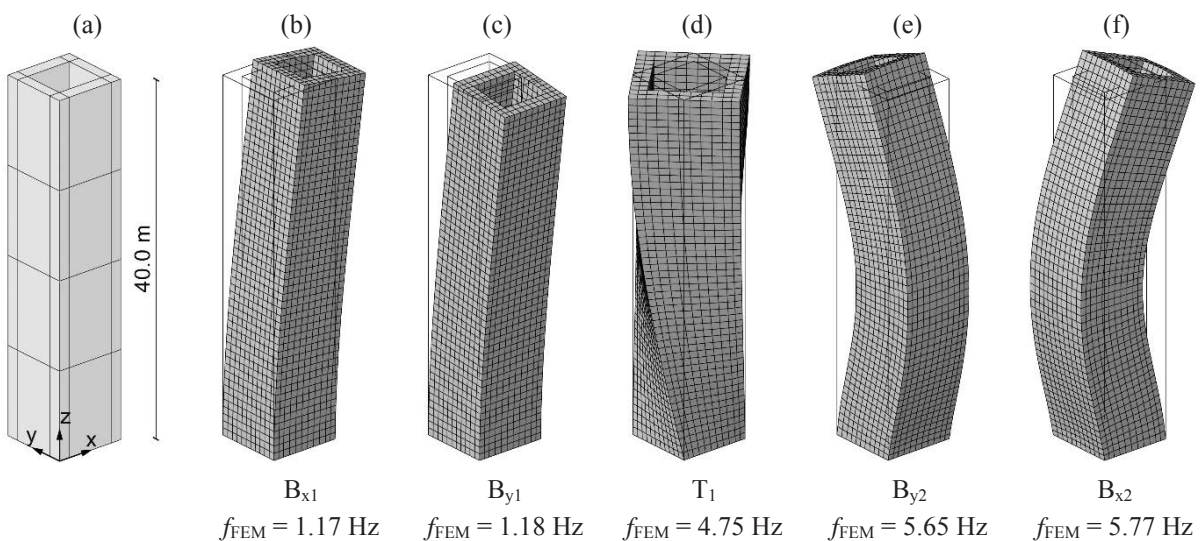 (a) (b) (c) (d) (e) (f)
40.0 m
z
y x
Bx1 By1 T1 By2 Bx2
fFEM = 1.17 Hz fFEM = 1.18 Hz fFEM = 4.75 Hz fFEM = 5.65 Hz fFEM = 5.77 Hz